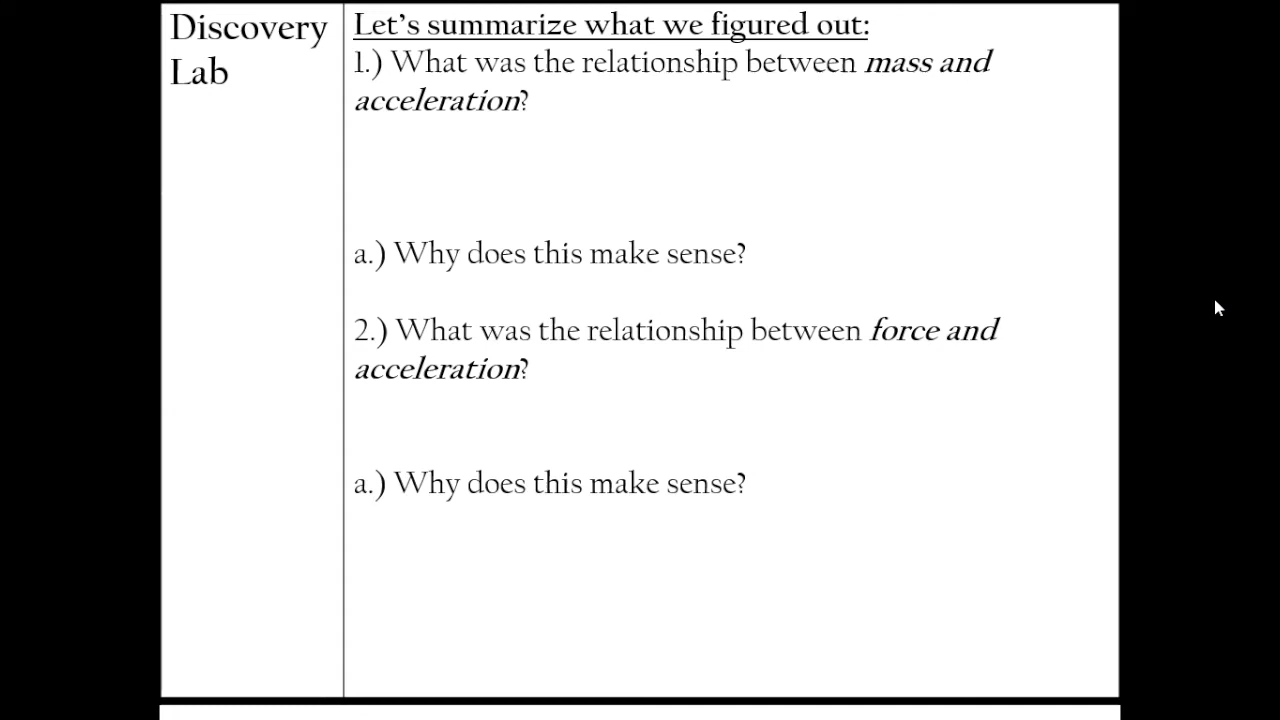 Discovery
Lab
Let's summarize what we figured out:
1.) What was the relationship between mass and
acceleration?
a.) Why does this make sense?
2.) What was the relationship between force and
acceleration?
a.) Why does this make sense?